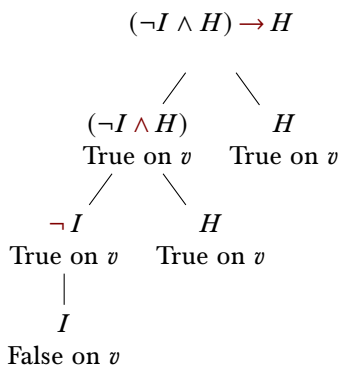 (¬I ∧ H) → H
(¬I ∧ H) H
True on v True on v
¬ I H
True on v True on v
I
False on v